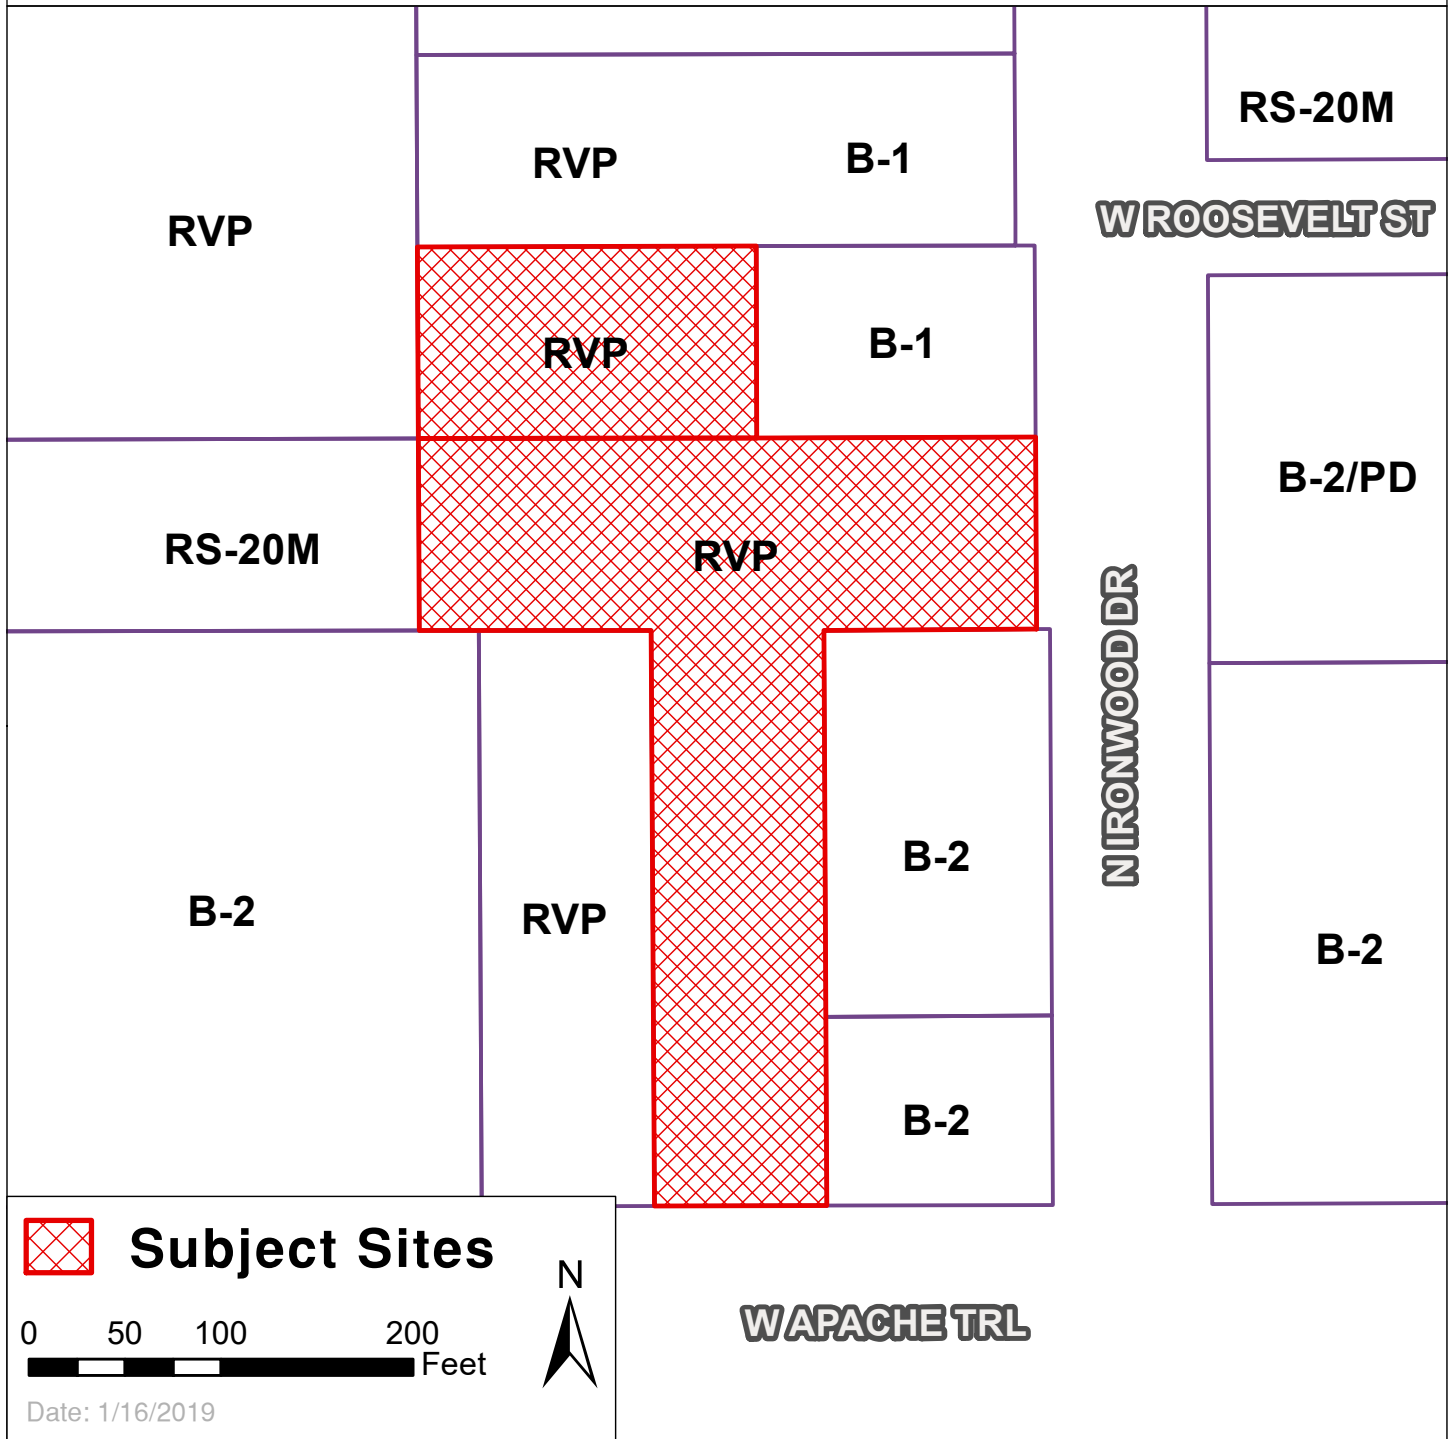 RS-20M
RVP
B-1
RVP
W ROOSEVELT ST
RVP
B-1
B-2/PD
RS-20M
RVP
N IRONWOOD DR
B-2
B-2
RVP
B-2
B-2
Subject Sites
N
0 50 100 200
Feet
W APACHE TRL
Date: 1/16/2019